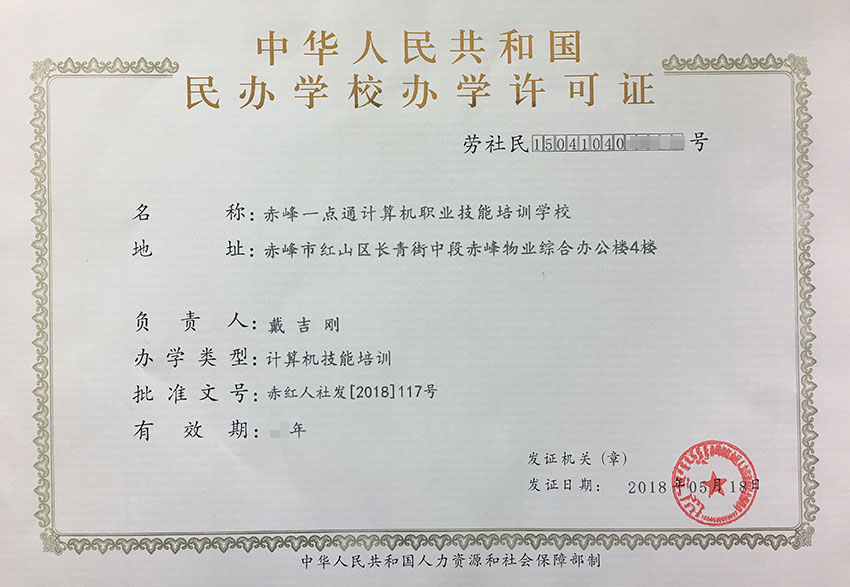 中华人民共和国
民办学校办学许可证
劳社民15041040号
名称：赤峰一点通计算机职业技能培训学校
地址：赤峰市红山区长青街中段赤峰物业综合办公楼4楼
负责人：戴吉刚
办学类型：计算机技能培训
批准文号：赤红人社发[2018]117号
有效期：年
发证机关（章）
发证日期：2018年05月18日
中华人民共和国人力资源和社会保障部制